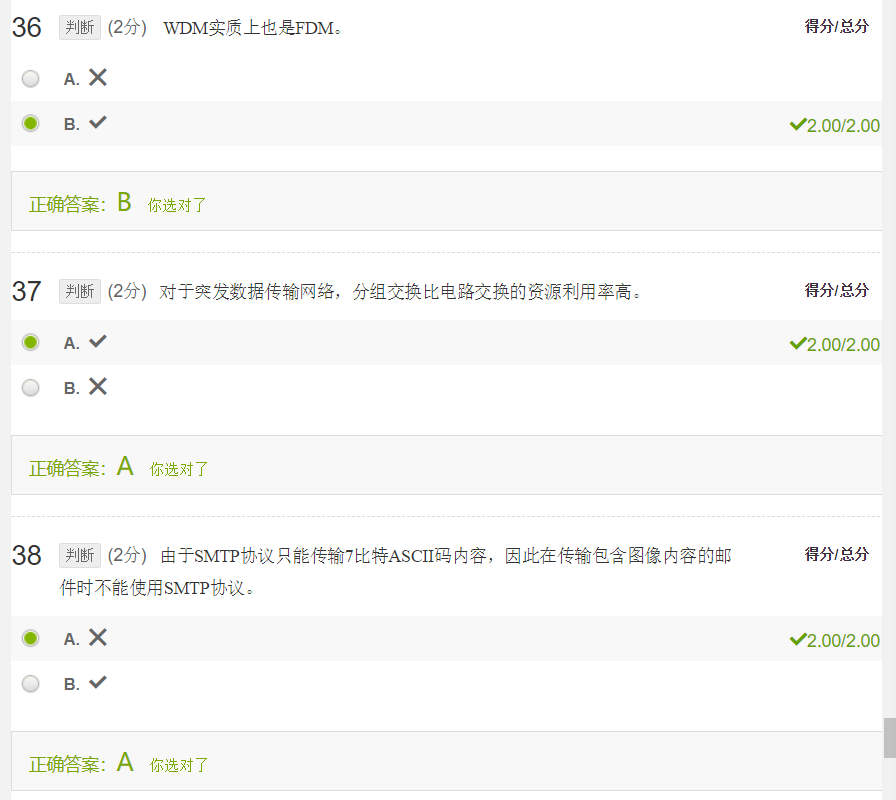 36 判断 (2分) WDM实质上也是FDM。 得分/总分
A. ✕
B. ✓ ✓2.00/2.00
正确答案：B 你选对了
37 判断 (2分) 对于突发数据传输网络，分组交换比电路交换的资源利用率高。 得分/总分
A. ✓ ✓2.00/2.00
B. ✕
正确答案：A 你选对了
38 判断 (2分) 由于SMTP协议只能传输7比特ASCII码内容，因此在传输包含图像内容的邮 得分/总分
件时不能使用SMTP协议。
A. ✕ ✓2.00/2.00
B. ✓
正确答案：A 你选对了